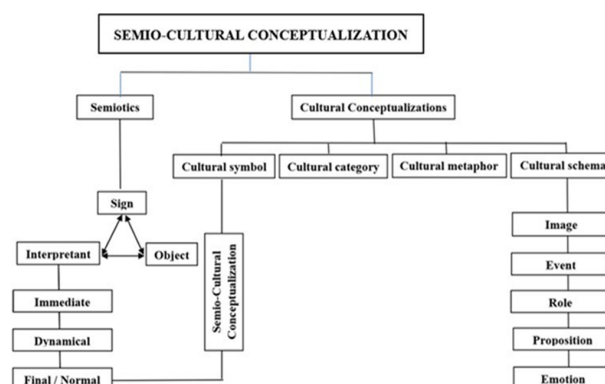 SEMIO-CULTURAL CONCEPTUALIZATION
Semiotics
Cultural Conceptualizations
Cultural symbol
Cultural category
Cultural metaphor
Cultural schema
Sign
Interpretant
Object
Immediate
Dynamical
Final / Normal
Semio-Cultural
Conceptualization
Image
Event
Role
Proposition
Emotion